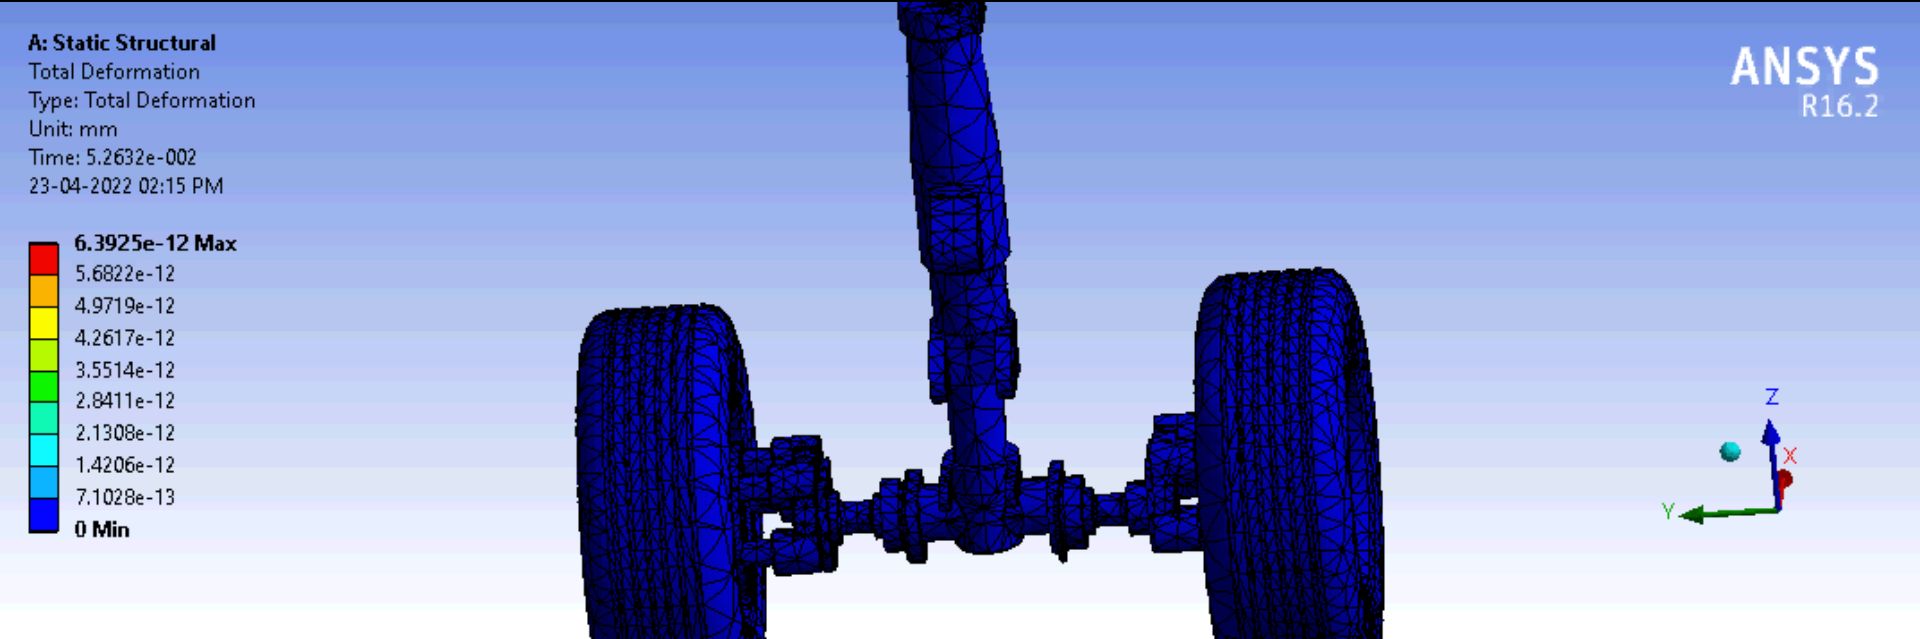 A: Static Structural
Total Deformation
Type: Total Deformation
Unit: mm
Time: 5.2632e-002
23-04-2022 02:15 PM
6.3925e-12 Max
5.6822e-12
4.9719e-12
4.2617e-12
3.5514e-12
2.8411e-12
2.1308e-12
1.4206e-12
7.1028e-13
0 Min
ANSYS
R16.2
Z
X
Y